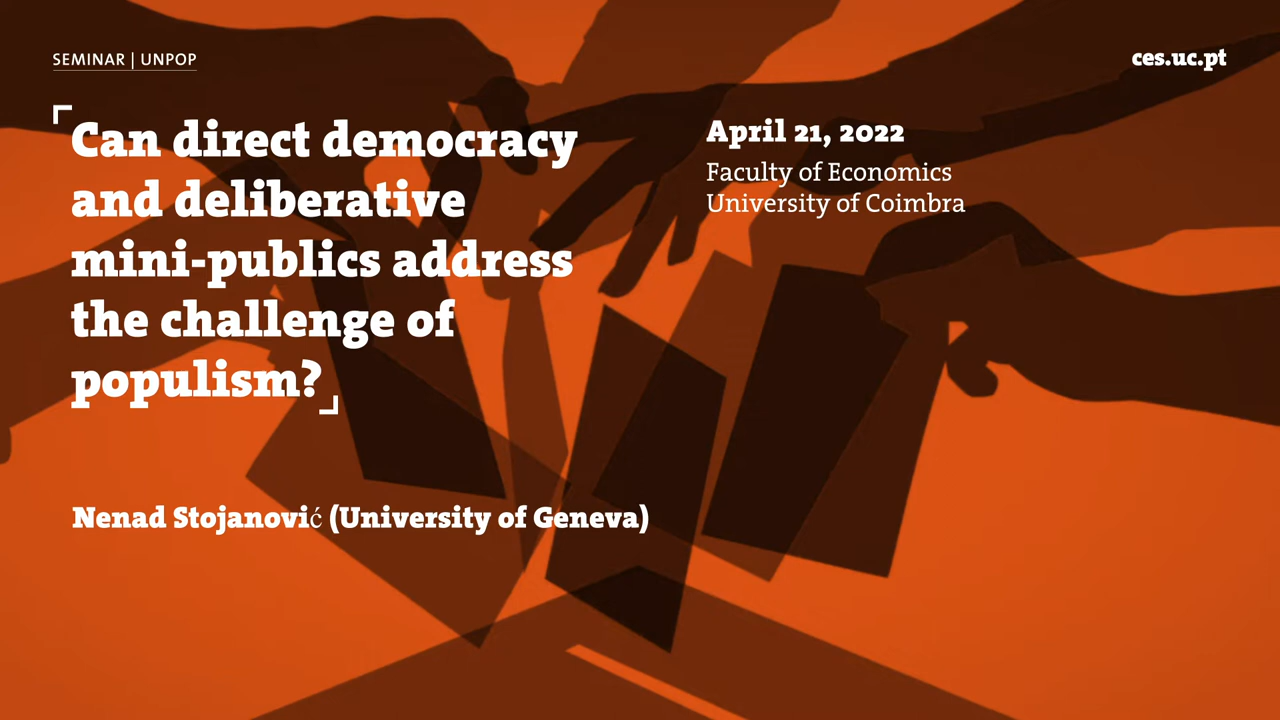 SEMINAR | UNPOP
ces.uc.pt
Can direct democracy
and deliberative
mini-publics address
the challenge of
populism?
April 21, 2022
Faculty of Economics
University of Coimbra
Nenad Stojanović (University of Geneva)